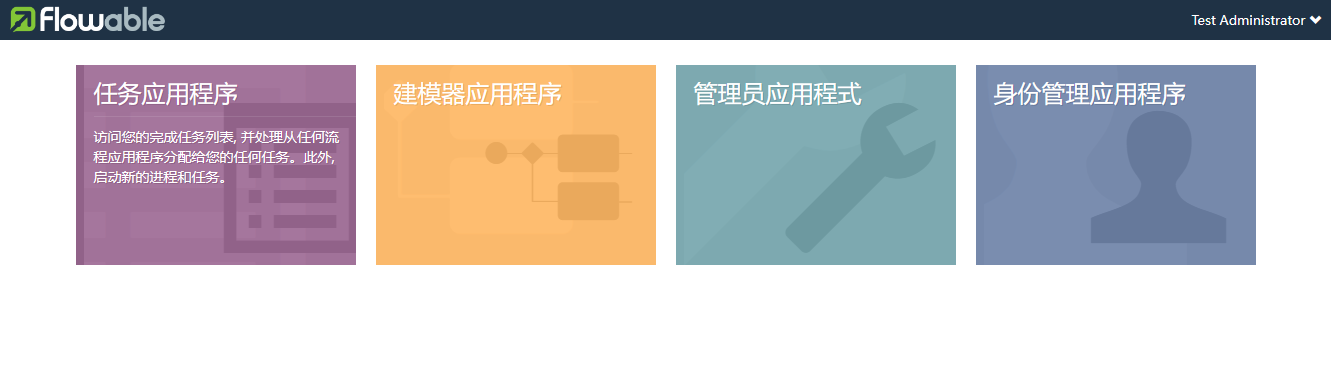 flowable
Test Administrator
任务应用程序
访问您的完成任务列表, 并处理从任何流
程应用程序分配给您的任何任务。此外,
启动新的进程和任务。
建模器应用程序
管理员应用程式
身份管理应用程序